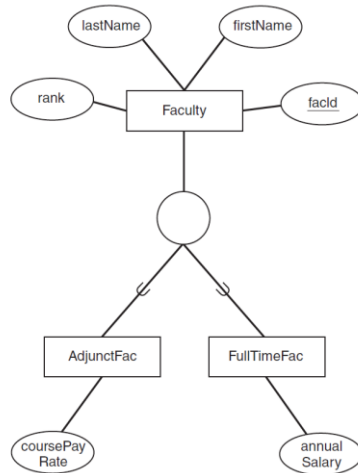 lastName
firstName
rank
Faculty
facId
AdjunctFac
FullTimeFac
coursePay
Rate
annual
Salary